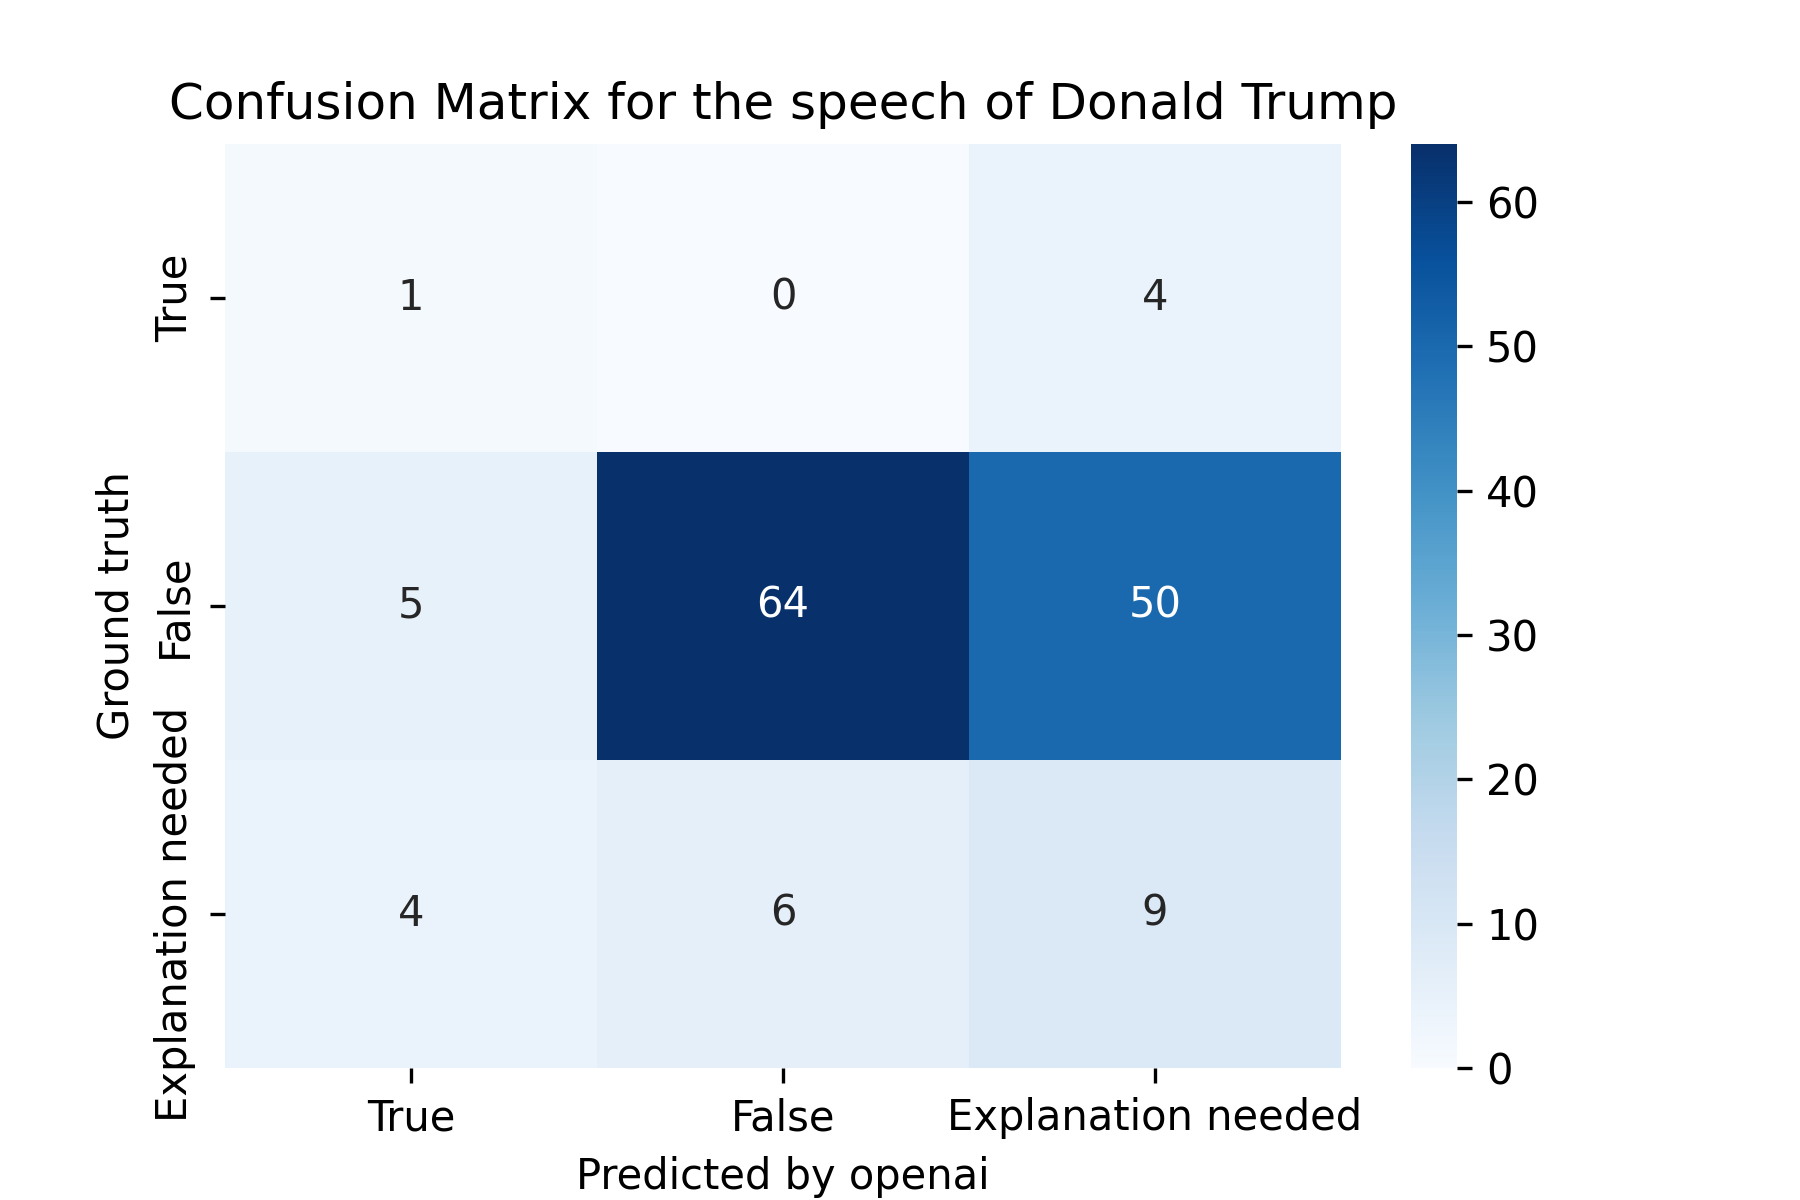 Confusion Matrix for the speech of Donald Trump
Ground truth
True
1 0 4
False
5 64 50
Explanation needed
4 6 9
True False Explanation needed
Predicted by openai
60
50
40
30
20
10
0